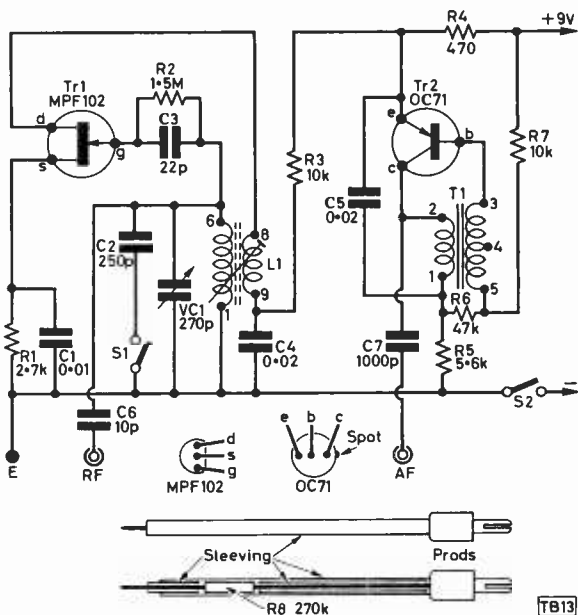 R4
470
+9V
Tr1
MPF102
R2
1·5M
C3
22p
d
s
g
Tr2
OC71
e
b
c
R7
10k
R3
10k
C5
0·02
T1
2
3
4
1
5
C2
250p
6
8
L1
VC1
270p
1
9
R6
47k
S1
R1
2·7k
C1
0·01
C4
0·02
C7
1000p
R5
5·6k
S2
−
C6
10p
E
RF
d
s
g
MPF102
e
b
c
Spot
OC71
AF
Sleeving
Prods
R8 270k
TB13